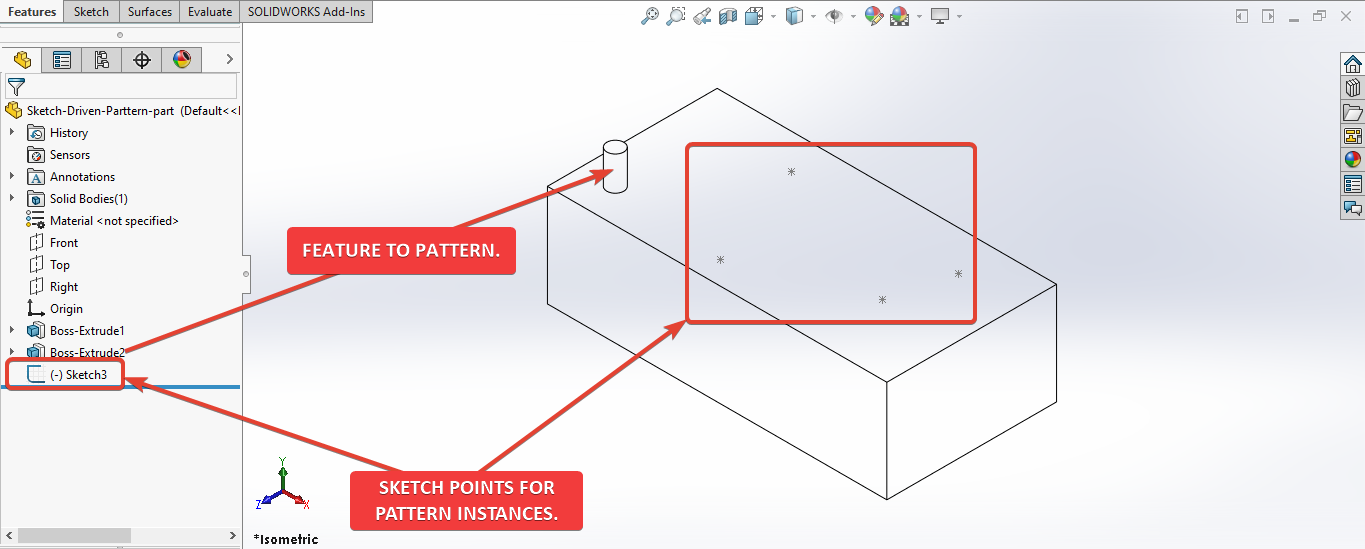 Features Sketch Surfaces Evaluate SOLIDWORKS Add-Ins
Sketch-Driven-Parttern-part (Default<<
History
Sensors
Annotations
Solid Bodies(1)
Material <not specified>
Front
Top
Right
Origin
Boss-Extrude1
Boss-Extrude2
(-) Sketch3
FEATURE TO PATTERN.
SKETCH POINTS FOR
PATTERN INSTANCES.
Y
Z X
*Isometric